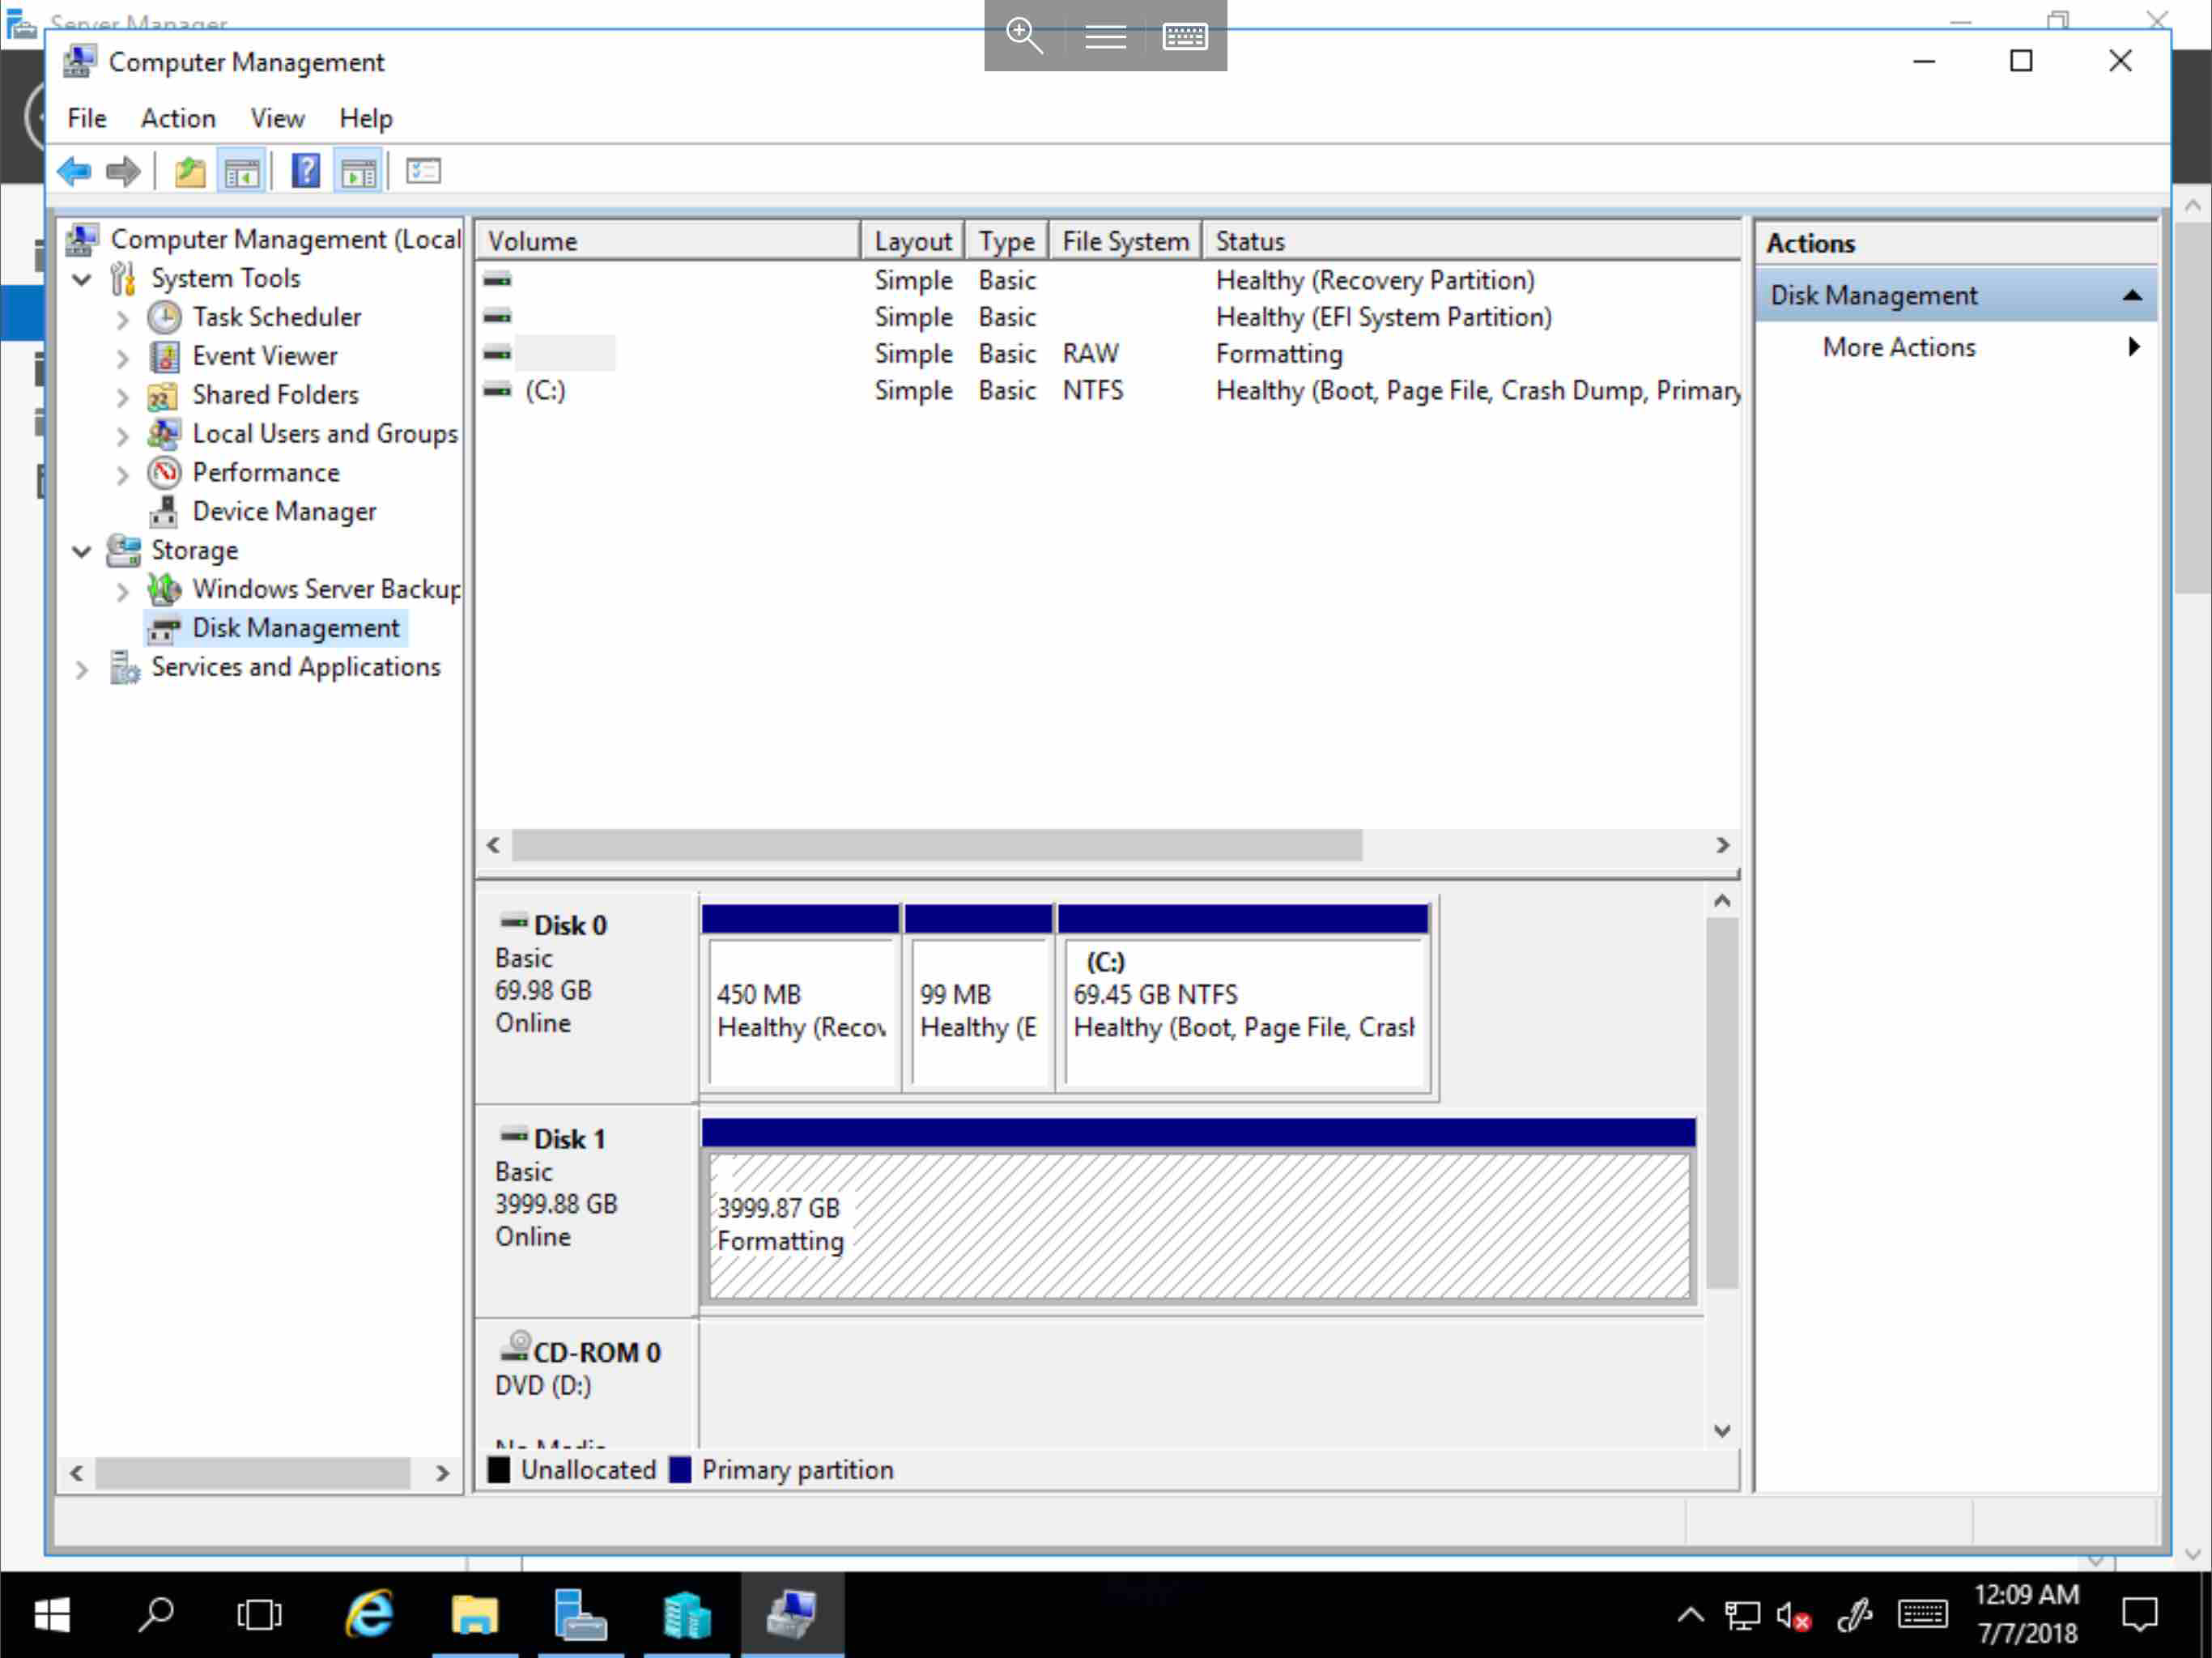 Server Manager
Computer Management
File Action View Help
Computer Management (Local
System Tools
Task Scheduler
Event Viewer
Shared Folders
Local Users and Groups
Performance
Device Manager
Storage
Windows Server Backup
Disk Management
Services and Applications
Volume Layout Type File System Status
Simple Basic Healthy (Recovery Partition)
Simple Basic Healthy (EFI System Partition)
Simple Basic RAW Formatting
(C:) Simple Basic NTFS Healthy (Boot, Page File, Crash Dump, Primary
Actions
Disk Management
More Actions
Disk 0
Basic
69.98 GB
Online
450 MB
Healthy (Recov
99 MB
Healthy (E
(C:)
69.45 GB NTFS
Healthy (Boot, Page File, Crash
Disk 1
Basic
3999.88 GB
Online
3999.87 GB
Formatting
CD-ROM 0
DVD (D:)
No Media
Unallocated Primary partition
12:09 AM
7/7/2018